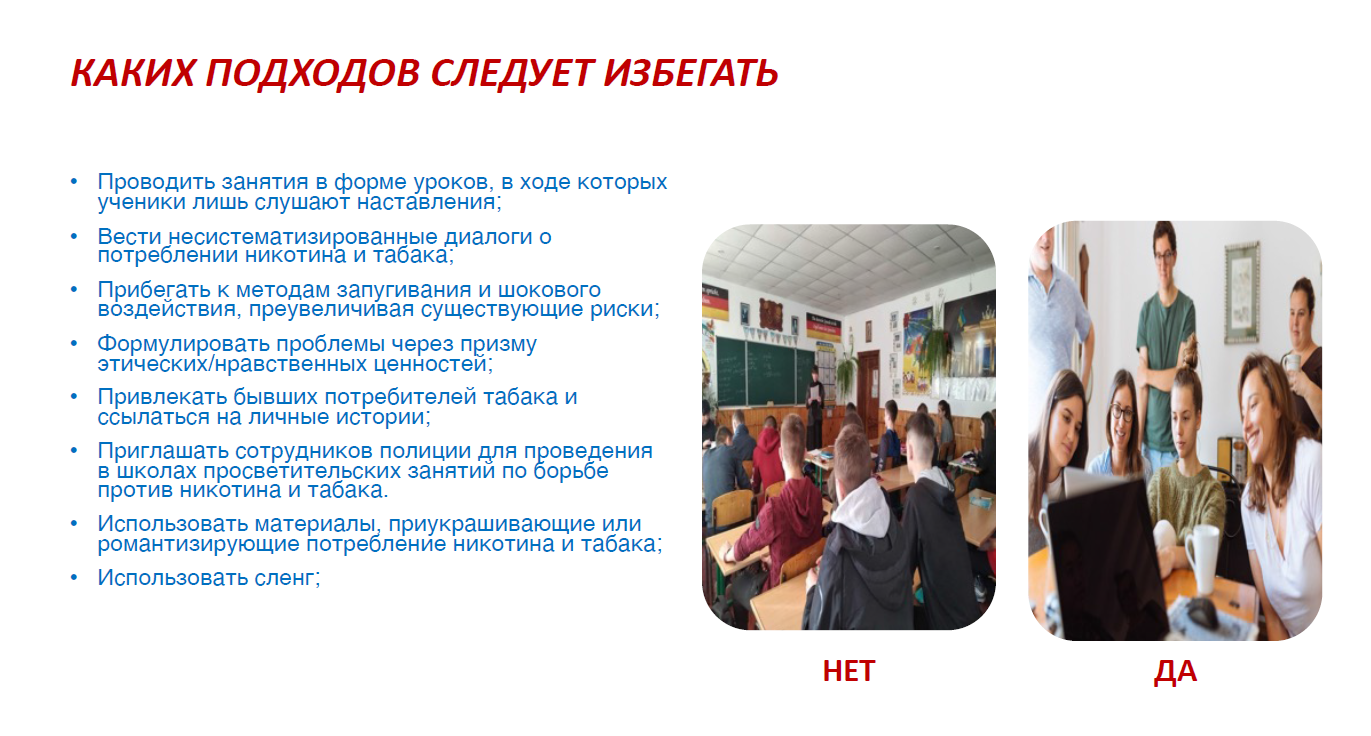 КАКИХ ПОДХОДОВ СЛЕДУЕТ ИЗБЕГАТЬ
• Проводить занятия в форме уроков, в ходе которых
ученики лишь слушают наставления;
• Вести несистематизированные диалоги о
потреблении никотина и табака;
• Прибегать к методам запугивания и шокового
воздействия, преувеличивая существующие риски;
• Формулировать проблемы через призму
этических/нравственных ценностей;
• Привлекать бывших потребителей табака и
ссылаться на личные истории;
• Приглашать сотрудников полиции для проведения
в школах просветительских занятий по борьбе
против никотина и табака.
• Использовать материалы, приукрашивающие или
романтизирующие потребление никотина и табака;
• Использовать сленг;
НЕТ
ДА